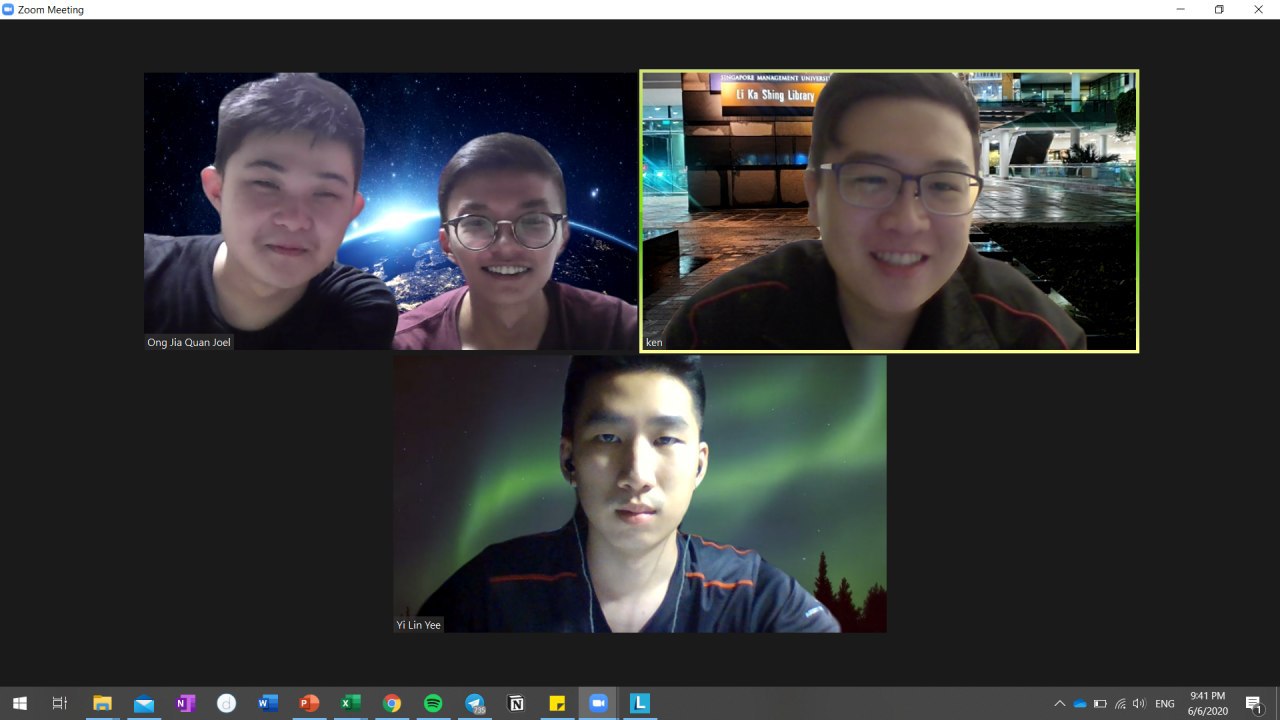 Zoom Meeting
SINGAPORE MANAGEMENT UNIVERSI
Li Ka Shing Library
Ong Jia Quan Joel
ken
Yi Lin Yee
235
ENG
9:41 PM
6/6/2020
1